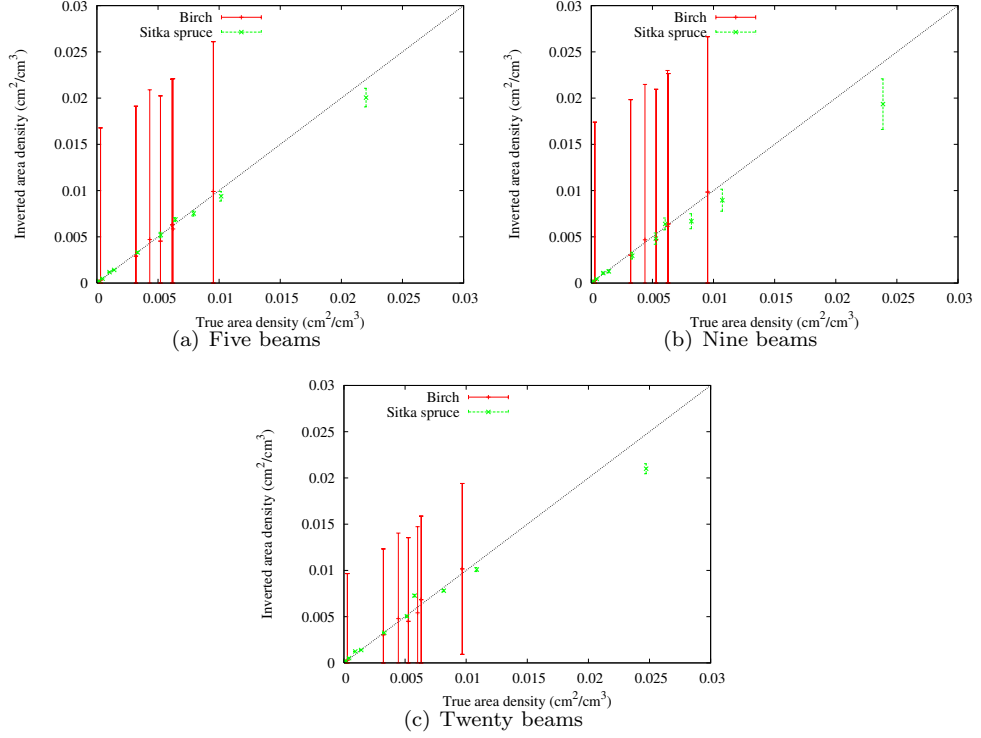 Birch
Sitka spruce
0.03
0.025
0.02
0.015
0.01
0.005
0
0 0.005 0.01 0.015 0.02 0.025 0.03
Inverted area density (cm²/cm³)
True area density (cm²/cm³)
(a) Five beams
Birch
Sitka spruce
0.03
0.025
0.02
0.015
0.01
0.005
0
0 0.005 0.01 0.015 0.02 0.025 0.03
Inverted area density (cm²/cm³)
True area density (cm²/cm³)
(b) Nine beams
Birch
Sitka spruce
0.03
0.025
0.02
0.015
0.01
0.005
0
0 0.005 0.01 0.015 0.02 0.025 0.03
Inverted area density (cm²/cm³)
True area density (cm²/cm³)
(c) Twenty beams